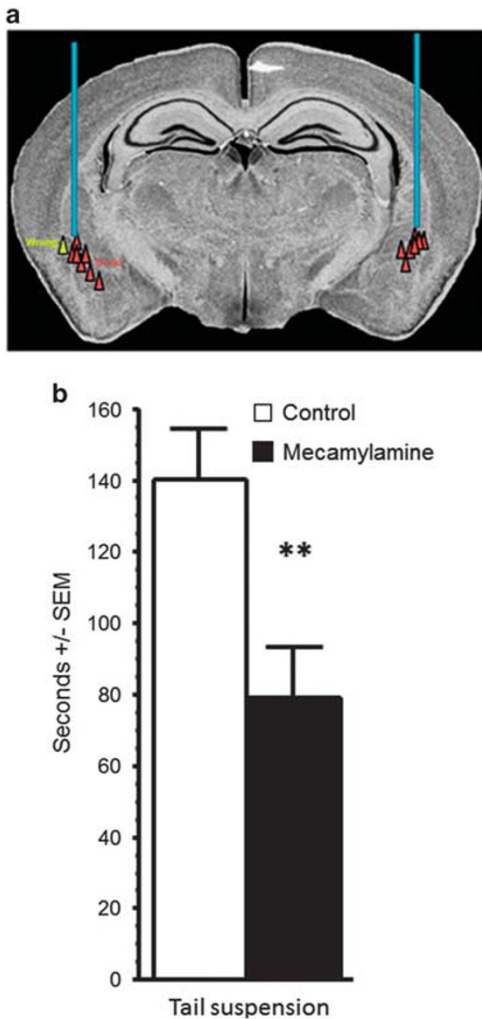 a
Wrong
b
Control
Mecamylamine
160
140
120
100
80
60
40
20
0
Seconds +/- SEM
**
Tail suspension